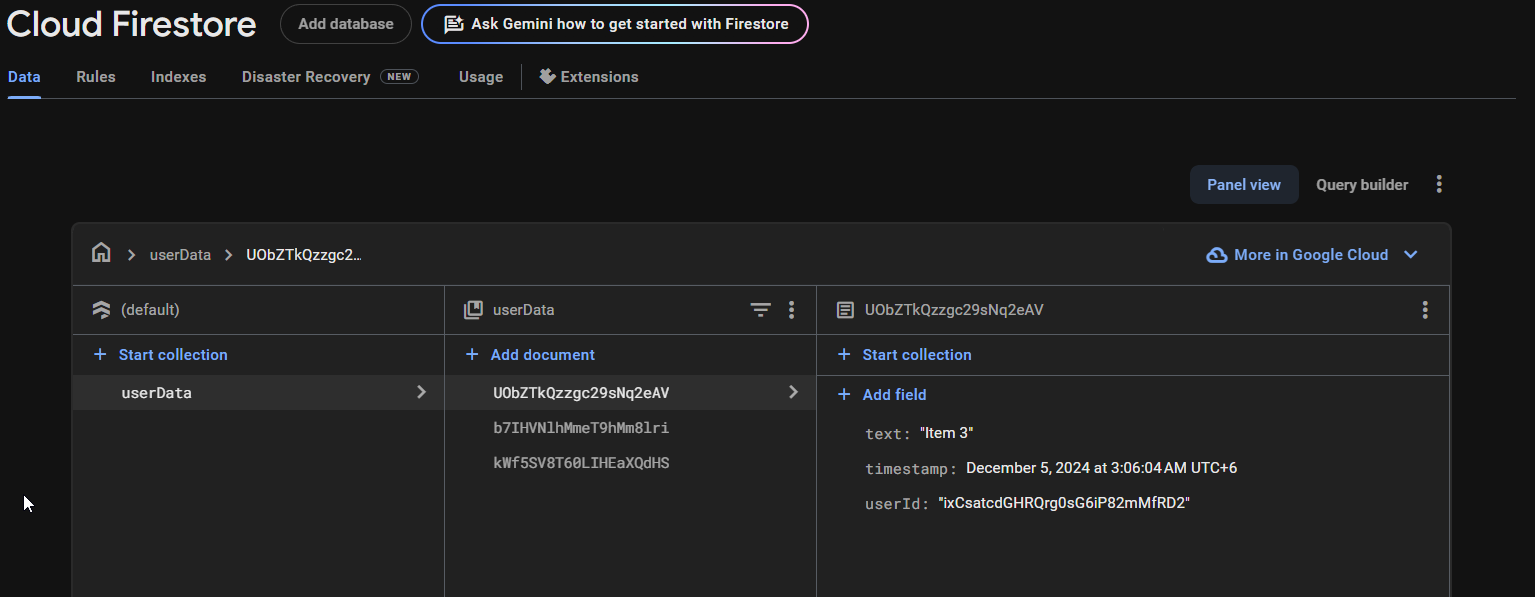 Cloud Firestore Add database Ask Gemini how to get started with Firestore
Data Rules Indexes Disaster Recovery NEW Usage Extensions
Panel view Query builder
userData UObZTkQzzgc2... More in Google Cloud
(default) userData UObZTkQzzgc29sNq2eAV
+ Start collection + Add document + Start collection
userData UObZTkQzzgc29sNq2eAV + Add field
b7IHVNlhMmeT9hMm8lri
text: "Item 3"
kWf5SV8T60LIHEaXQdHS
timestamp: December 5, 2024 at 3:06:04 AM UTC+6
userId: "ixCsatcdGHRQrg0sG6iP82mMfRD2"